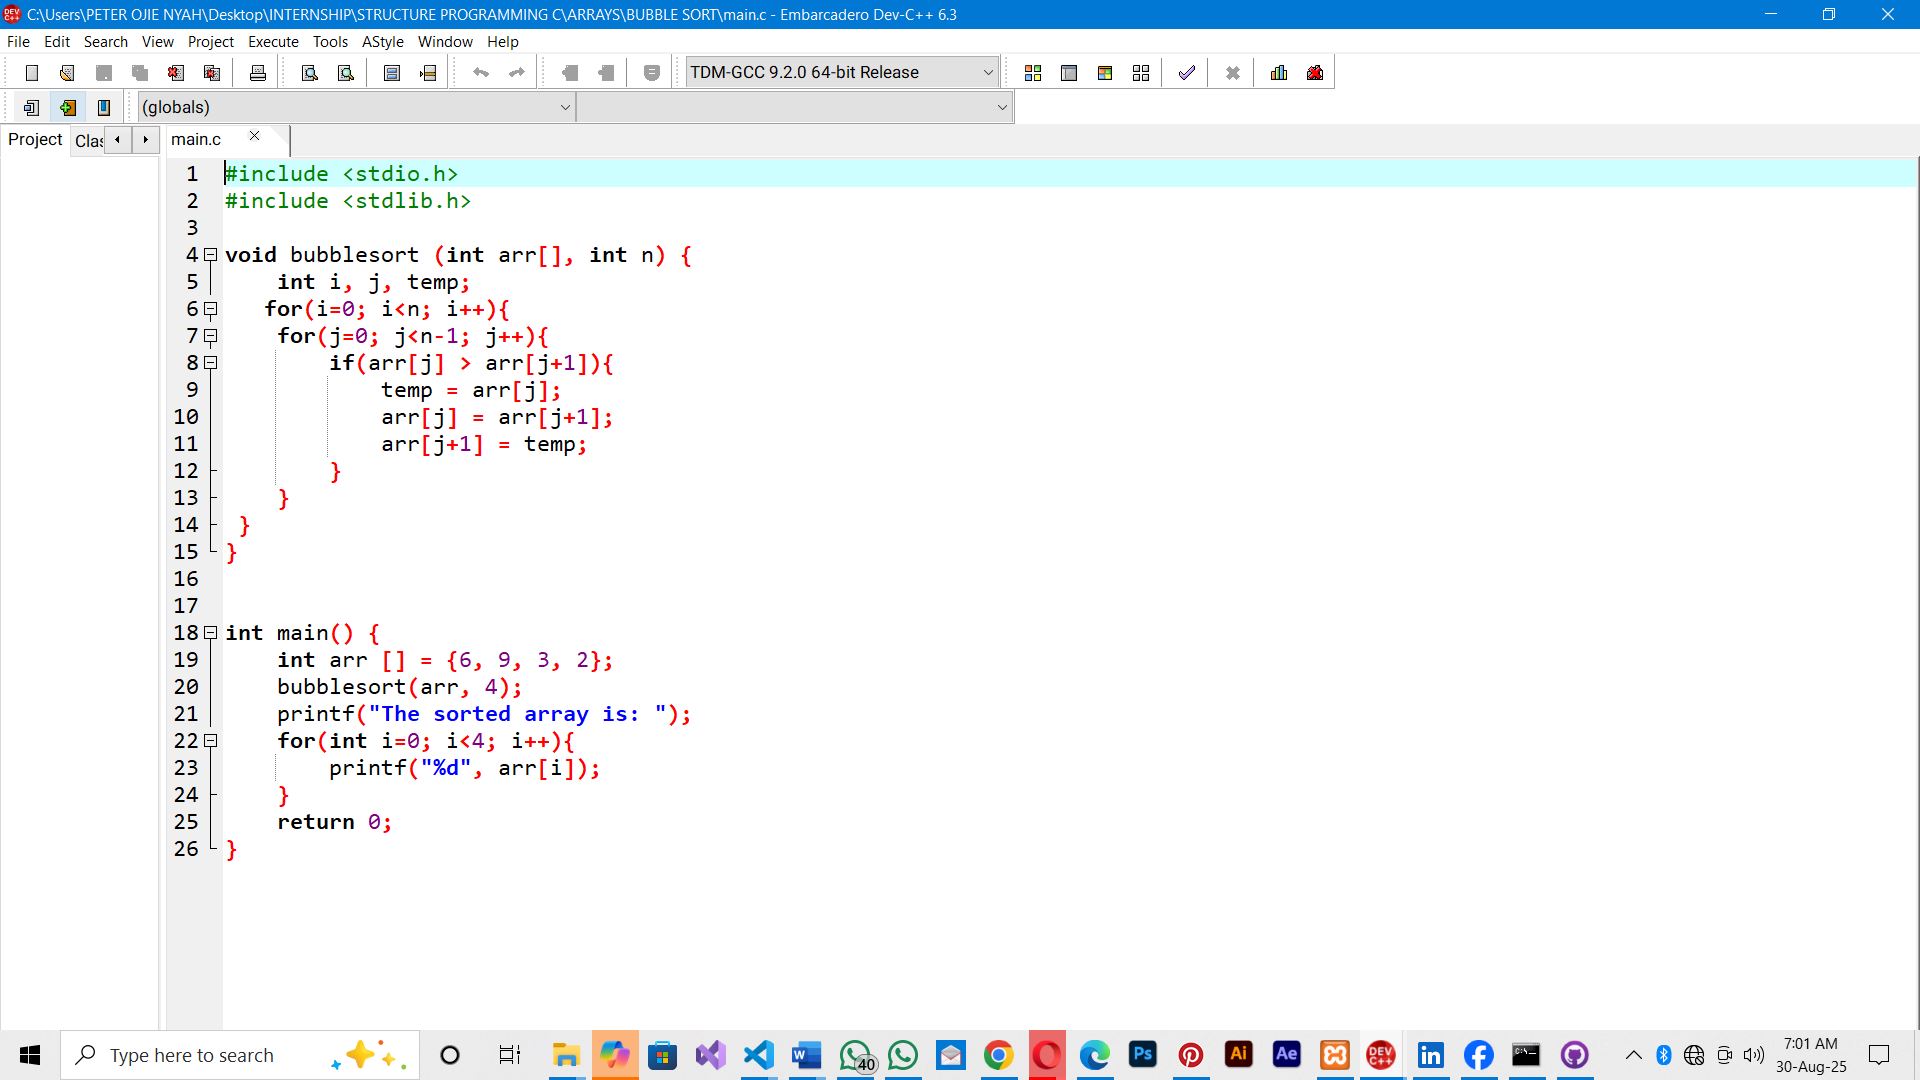 C:\Users\PETER OJIE NYAH\Desktop\INTERNSHIP\STRUCTURE PROGRAMMING C\ARRAYS\BUBBLE SORT\main.c - Embarcadero Dev-C++ 6.3
File Edit Search View Project Execute Tools AStyle Window Help
TDM-GCC 9.2.0 64-bit Release
(globals)
Project Clas main.c
1 #include <stdio.h>
2 #include <stdlib.h>
3
4 void bubblesort (int arr[], int n) {
5     int i, j, temp;
6    for(i=0; i<n; i++){
7     for(j=0; j<n-1; j++){
8         if(arr[j] > arr[j+1]){
9             temp = arr[j];
10             arr[j] = arr[j+1];
11             arr[j+1] = temp;
12         }
13     }
14  }
15 }
16
17
18 int main() {
19     int arr [] = {6, 9, 3, 2};
20     bubblesort(arr, 4);
21     printf("The sorted array is: ");
22     for(int i=0; i<4; i++){
23         printf("%d", arr[i]);
24     }
25     return 0;
26 }
Type here to search
40
Ps
Ai
Ae
DEV C++
in
7:01 AM
30-Aug-25